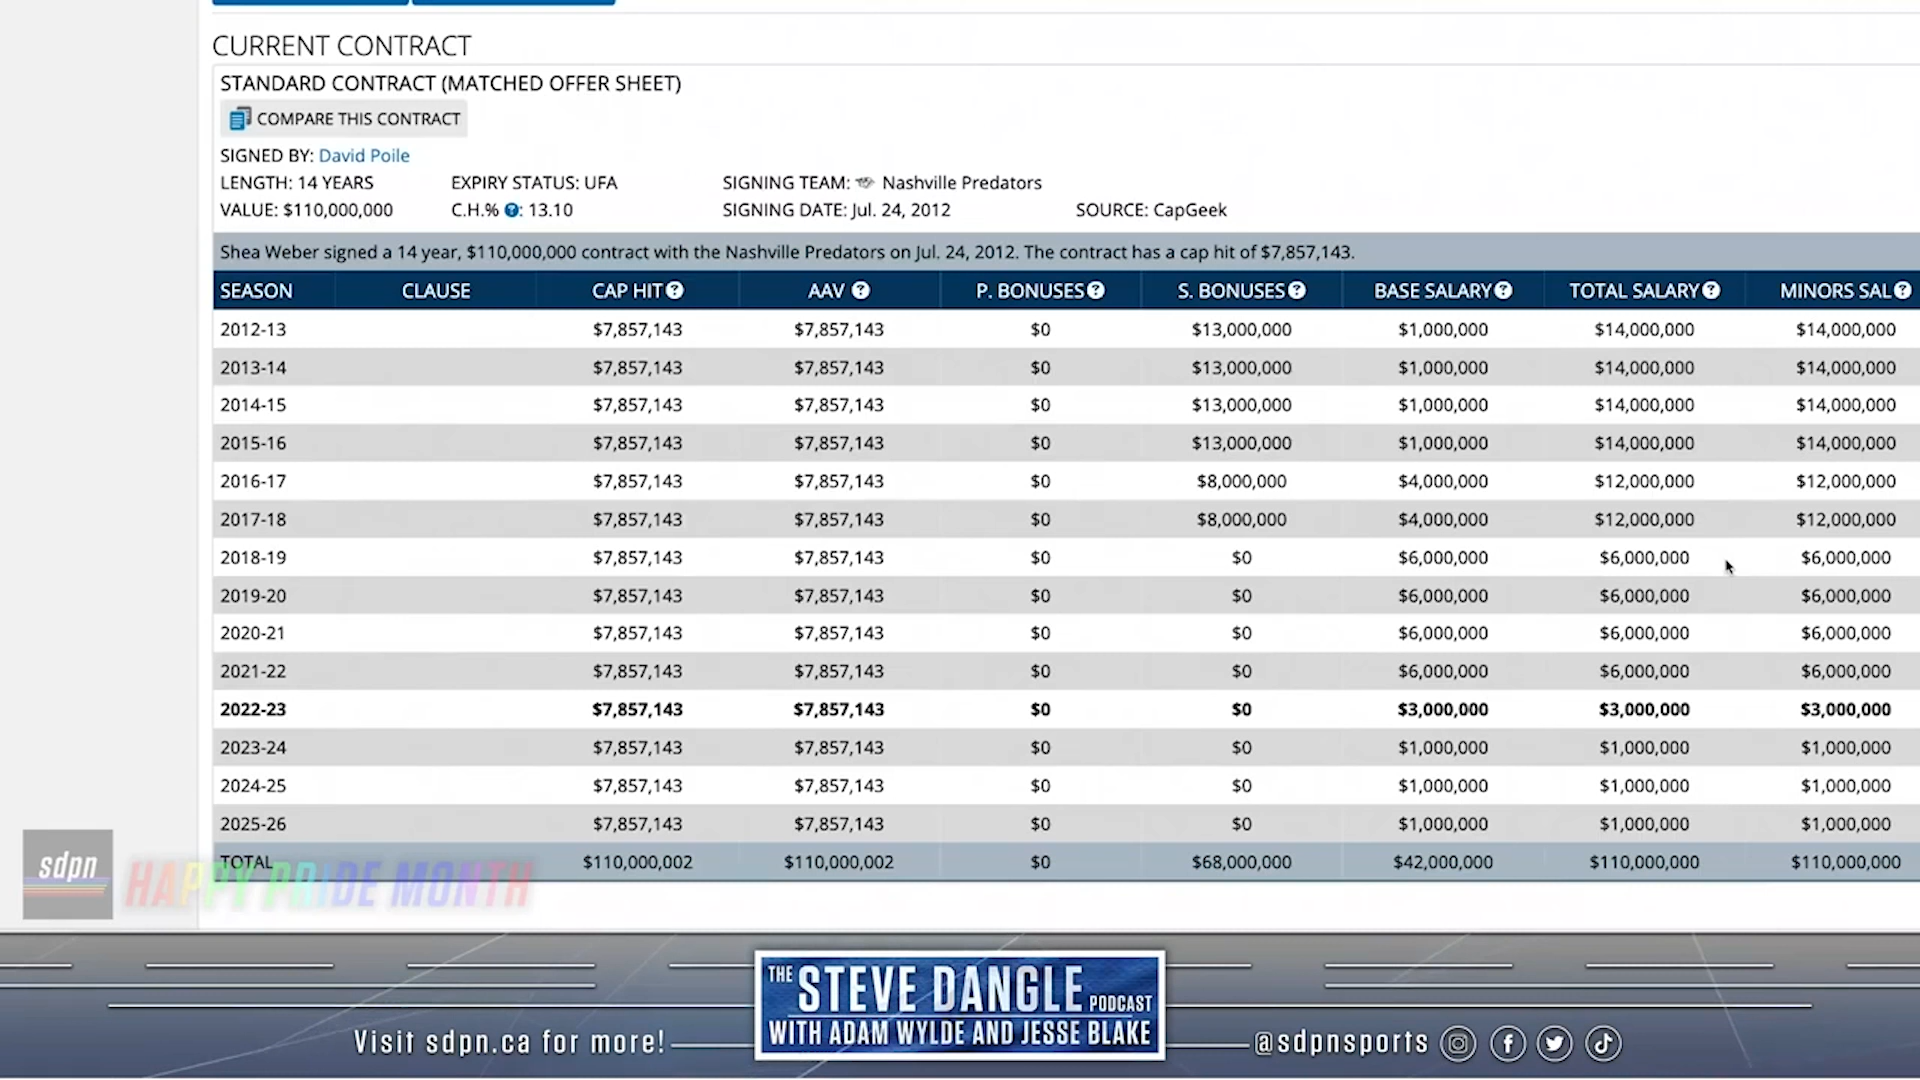 CURRENT CONTRACT
STANDARD CONTRACT (MATCHED OFFER SHEET)
COMPARE THIS CONTRACT
SIGNED BY: David Poile
LENGTH: 14 YEARS EXPIRY STATUS: UFA SIGNING TEAM: Nashville Predators
VALUE: $110,000,000 C.H.% ?: 13.10 SIGNING DATE: Jul. 24, 2012 SOURCE: CapGeek
Shea Weber signed a 14 year, $110,000,000 contract with the Nashville Predators on Jul. 24, 2012. The contract has a cap hit of $7,857,143.
SEASON CLAUSE CAP HIT? AAV ? P. BONUSES? S. BONUSES? BASE SALARY? TOTAL SALARY? MINORS SAL?
2012-13 $7,857,143 $7,857,143 $0 $13,000,000 $1,000,000 $14,000,000 $14,000,000
2013-14 $7,857,143 $7,857,143 $0 $13,000,000 $1,000,000 $14,000,000 $14,000,000
2014-15 $7,857,143 $7,857,143 $0 $13,000,000 $1,000,000 $14,000,000 $14,000,000
2015-16 $7,857,143 $7,857,143 $0 $13,000,000 $1,000,000 $14,000,000 $14,000,000
2016-17 $7,857,143 $7,857,143 $0 $8,000,000 $4,000,000 $12,000,000 $12,000,000
2017-18 $7,857,143 $7,857,143 $0 $8,000,000 $4,000,000 $12,000,000 $12,000,000
2018-19 $7,857,143 $7,857,143 $0 $0 $6,000,000 $6,000,000 $6,000,000
2019-20 $7,857,143 $7,857,143 $0 $0 $6,000,000 $6,000,000 $6,000,000
2020-21 $7,857,143 $7,857,143 $0 $0 $6,000,000 $6,000,000 $6,000,000
2021-22 $7,857,143 $7,857,143 $0 $0 $6,000,000 $6,000,000 $6,000,000
2022-23 $7,857,143 $7,857,143 $0 $0 $3,000,000 $3,000,000 $3,000,000
2023-24 $7,857,143 $7,857,143 $0 $0 $1,000,000 $1,000,000 $1,000,000
2024-25 $7,857,143 $7,857,143 $0 $0 $1,000,000 $1,000,000 $1,000,000
2025-26 $7,857,143 $7,857,143 $0 $0 $1,000,000 $1,000,000 $1,000,000
TOTAL $110,000,002 $110,000,002 $0 $68,000,000 $42,000,000 $110,000,000 $110,000,000
sdpn HAPPY PRIDE MONTH
THE STEVE DANGLE PODCAST
WITH ADAM WYLDE AND JESSE BLAKE
Visit sdpn.ca for more!
@sdpnsports